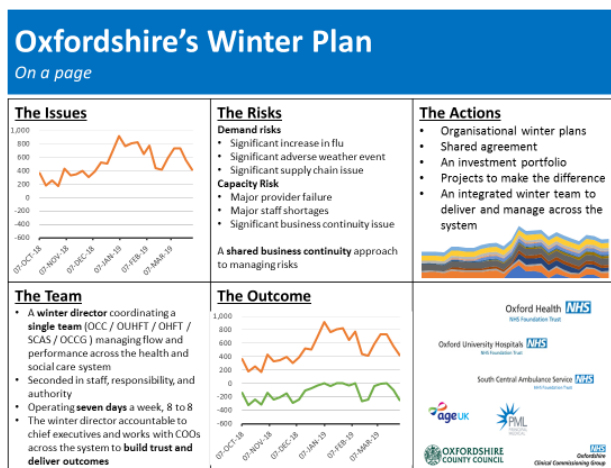 Oxfordshire's Winter Plan
On a page
The Issues
1,000
800
600
400
200
0
-200
-400
-600
07-OCT-18
07-NOV-18
07-DEC-18
07-JAN-19
07-FEB-19
07-MAR-19
The Risks
Demand risks
• Significant increase in flu
• Significant adverse weather event
• Significant supply chain issue
Capacity Risk
• Major provider failure
• Major staff shortages
• Significant business continuity issue
A shared business continuity approach
to managing risks
The Actions
• Organisational winter plans
• Shared agreement
• An investment portfolio
• Projects to make the difference
• An integrated winter team to
deliver and manage across the
system
The Team
• A winter director coordinating a
single team (OCC / OUHFT / OHFT /
SCAS / OCCG ) managing flow and
performance across the health and
social care system
• Seconded in staff, responsibility, and
authority
• Operating seven days a week, 8 to 8
• The winter director accountable to
chief executives and works with COOs
across the system to build trust and
deliver outcomes
The Outcome
1,000
800
600
400
200
0
-200
-400
-600
07-OCT-18
07-NOV-18
07-DEC-18
07-JAN-19
07-FEB-19
07-MAR-19
Oxford Health NHS
NHS Foundation Trust
Oxford University Hospitals NHS
NHS Foundation Trust
South Central Ambulance Service NHS
NHS Foundation Trust
age UK
PML
OXFORDSHIRE
COUNTY COUNCIL
NHS
Oxfordshire
Clinical Commissioning Group